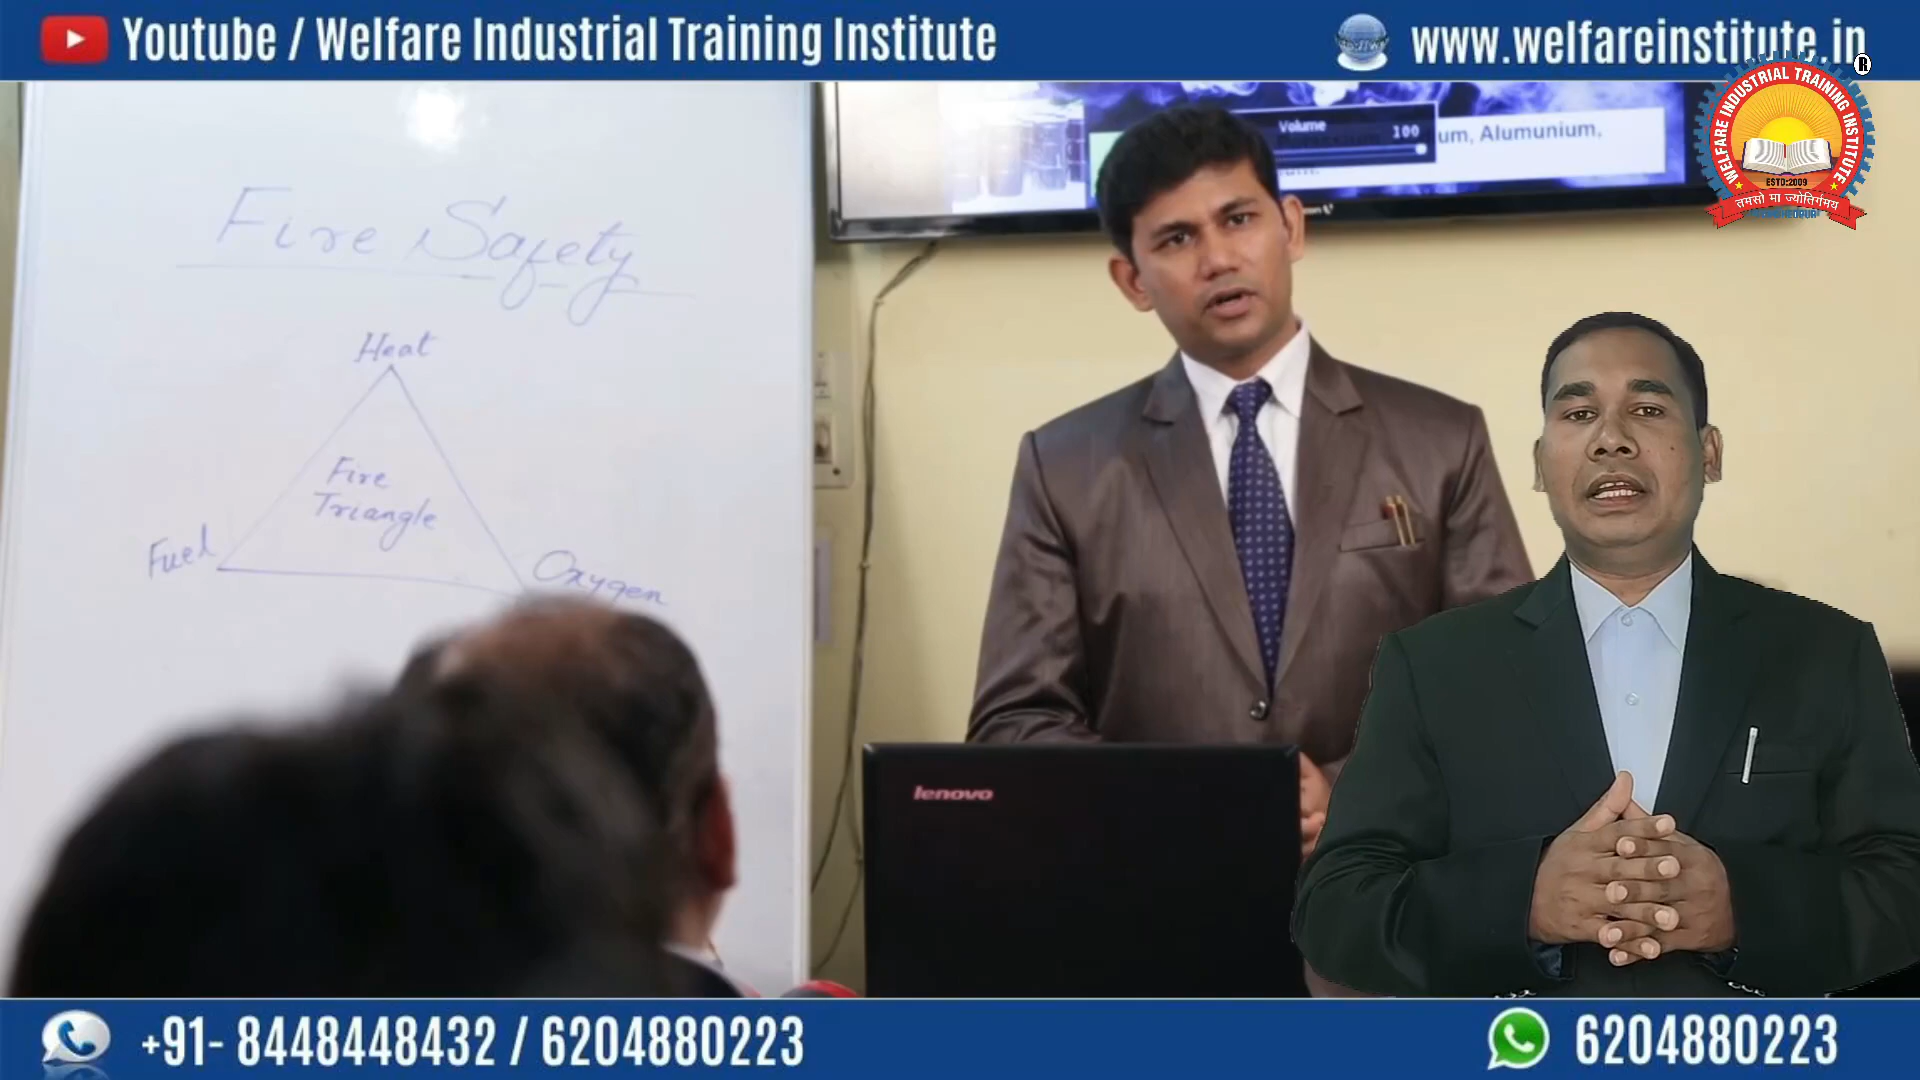 Youtube / Welfare Industrial Training Institute
www.welfareinstitute.in
WELFARE INDUSTRIAL TRAINING INSTITUTE
®
ESTD:2009
तमसो मा ज्योतिर्गमय
Volume 100
um, Alumunium,
Fire Safety
Heat
Fire
Triangle
Fuel
Oxygen
lenovo
+91- 8448448432 / 6204880223
6204880223